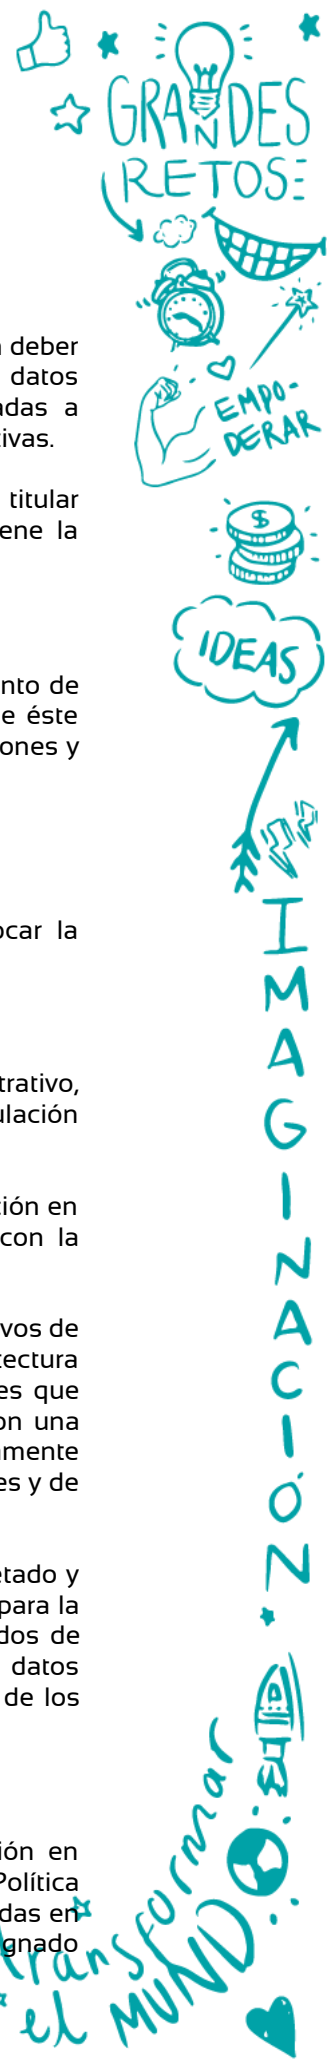 GRANDES
RETOS
deber
datos
adas a
tivas.
titular
ene la
EMPO-
DERAR
$
IDEAS
nto de
e éste
ones y
ocar la
IMAGINACIÓN
trativo,
ulación
ción en
con la
vos de
tectura
es que
on una
amente
es y de
etado y
para la
dos de
datos
de los
ión en
Política
das en
ignado
transformar
el MUNDO